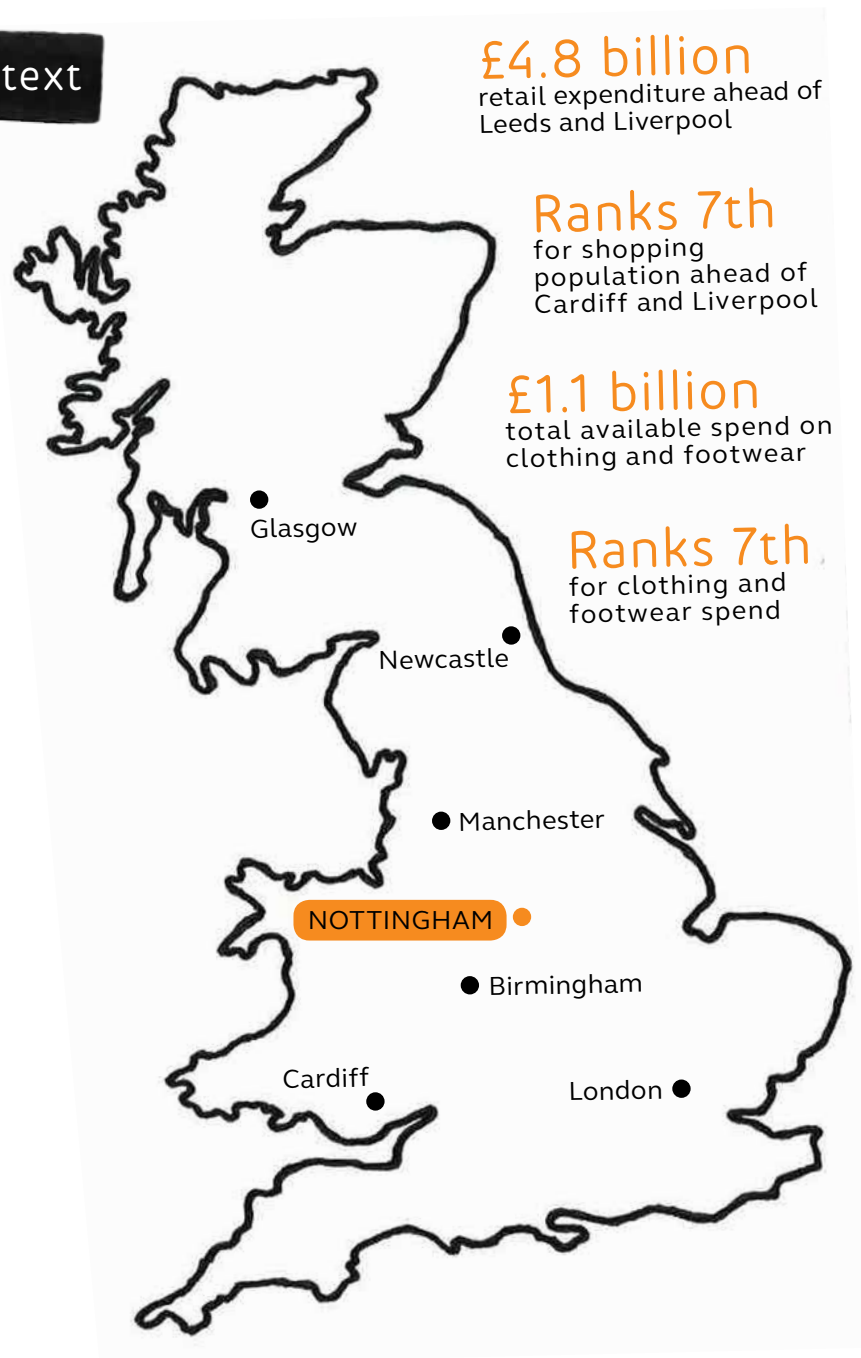 text
£4.8 billion
retail expenditure ahead of
Leeds and Liverpool
Ranks 7th
for shopping
population ahead of
Cardiff and Liverpool
£1.1 billion
total available spend on
clothing and footwear
Ranks 7th
for clothing and
footwear spend
Glasgow
Newcastle
Manchester
NOTTINGHAM
Birmingham
Cardiff
London